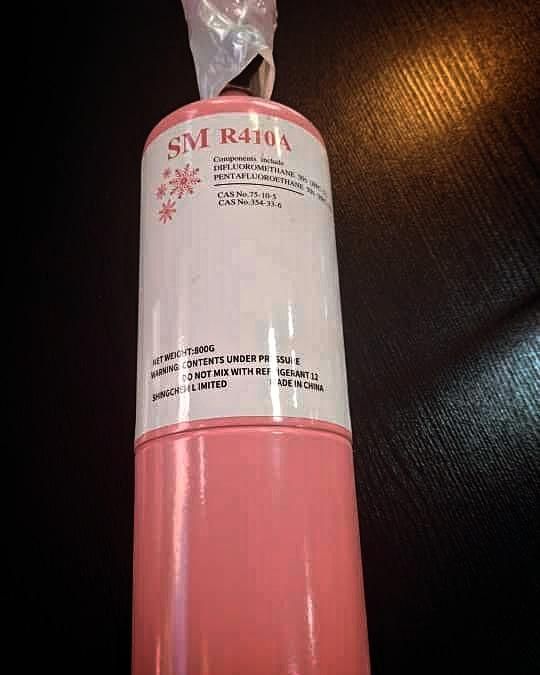 SM R410A
Components include
DIFLUOROMETHANE 50%
PENTAFLUOROETHANE
CAS No.75-10-5
CAS No.354-33-6
NET WEIGHT:800G
WARNING: CONTENTS UNDER PRESSURE
DO NOT MIX WITH REFRIGERANT 12
SHINGCHEM LIMITED MADE IN CHINA